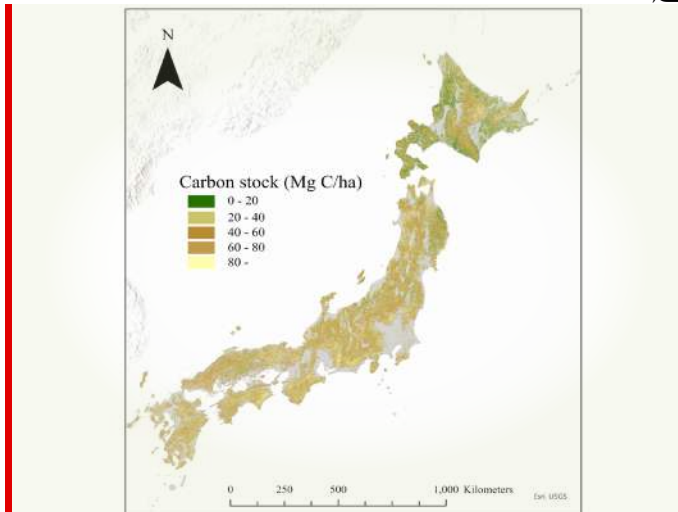 N
Carbon stock (Mg C/ha)
0 - 20
20 - 40
40 - 60
60 - 80
80 -
0 250 500 1,000 Kilometers
Esri, USGS